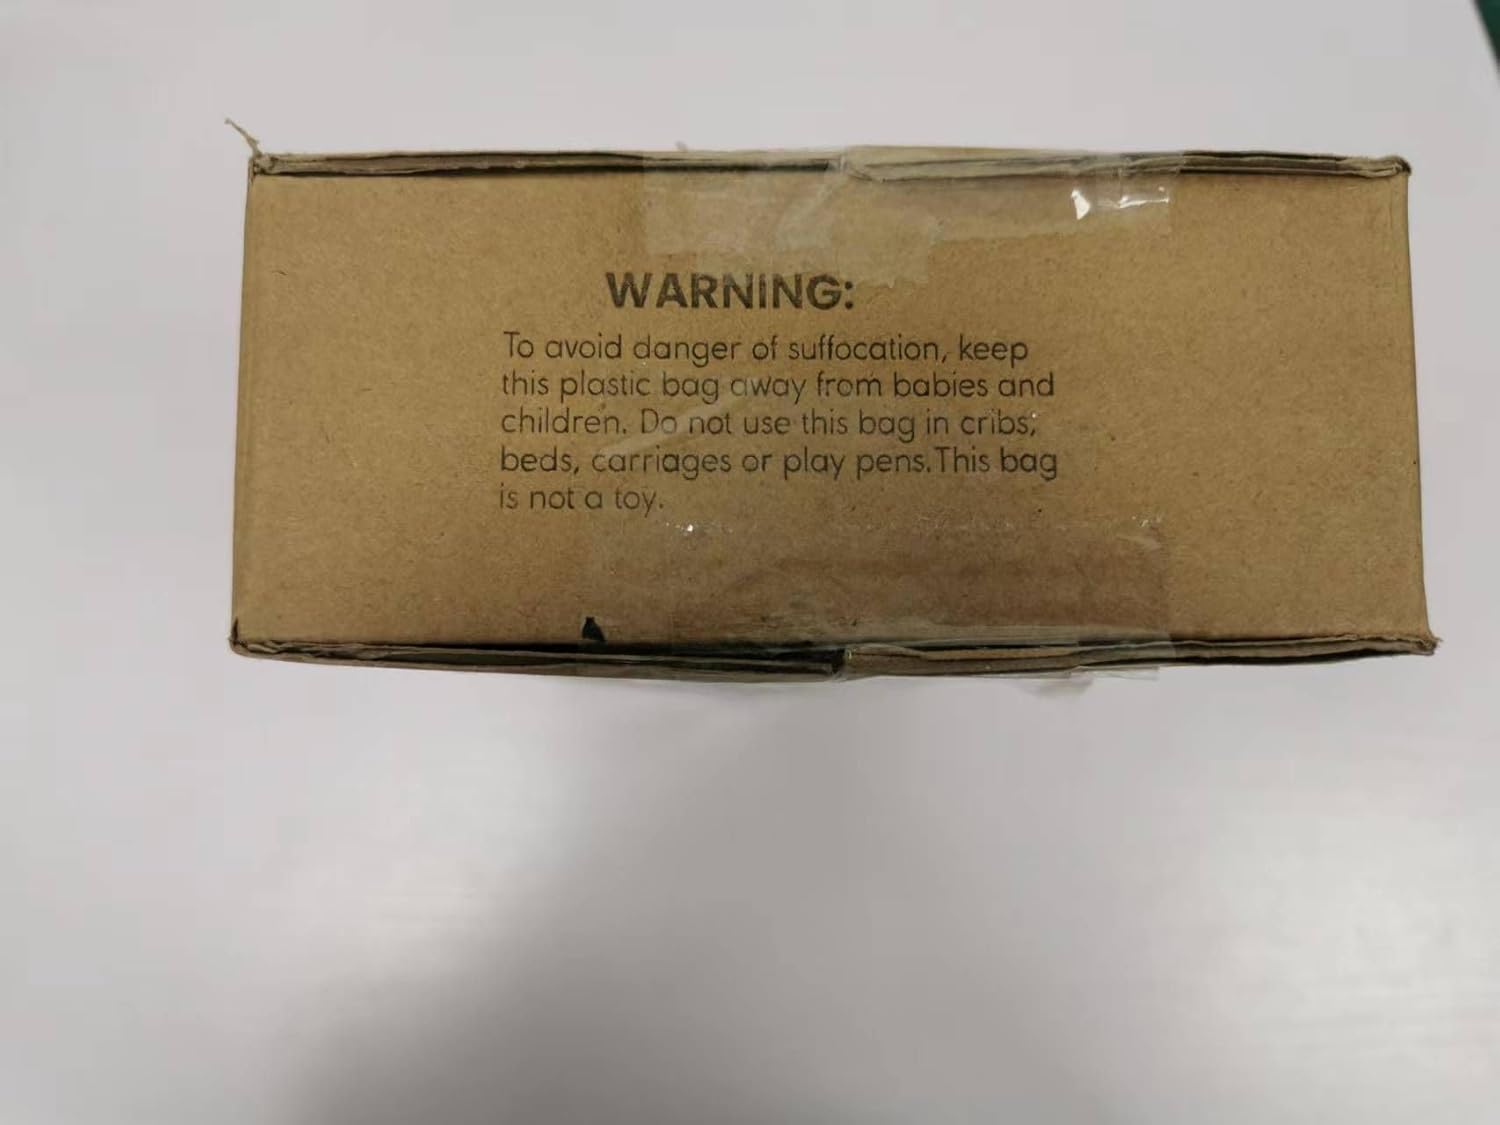 WARNING:
To avoid danger of suffocation, keep
this plastic bag away from babies and
children. Do not use this bag in cribs;
beds, carriages or play pens.This bag
is not a toy.